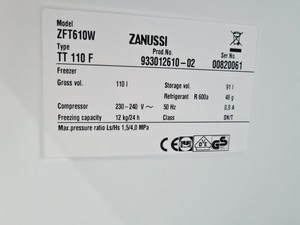 Model
ZFT610W
ZANUSSI
Type
Prod.No.
Ser.No
TT 110 F
933012610-02
00820061
Freezer
Gross vol. 110 l Storage vol. 91 l
Refrigerant R 600a 48 g
Compressor 230-240 V ~ 50 Hz 0,8 A
Freezing capacity 12 kg/24 h Class SN/T
Max.pressure ratio Ls/Hs 1,5/4,0 MPa
CE
GS